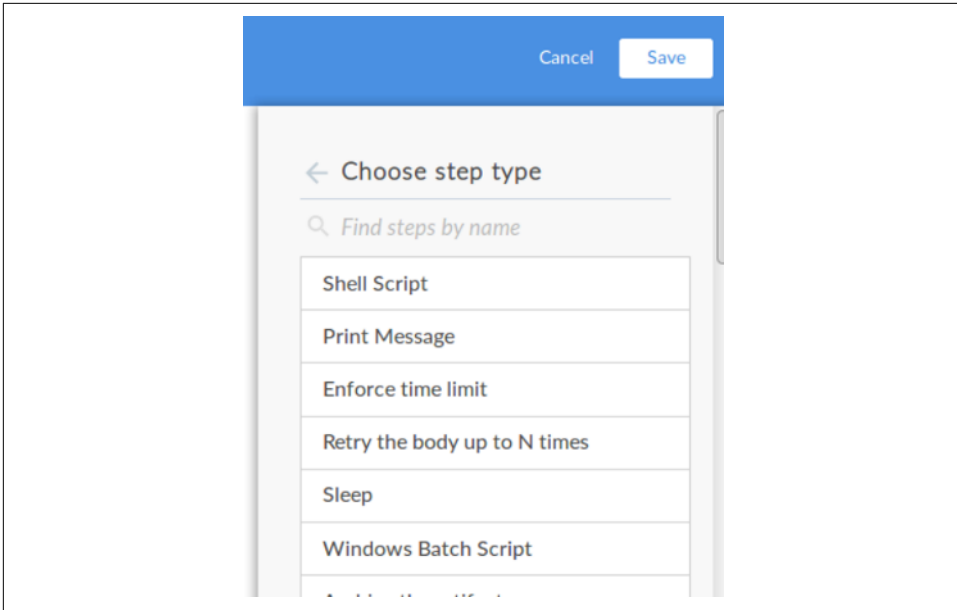 Cancel Save
Choose step type
Find steps by name
Shell Script
Print Message
Enforce time limit
Retry the body up to N times
Sleep
Windows Batch Script